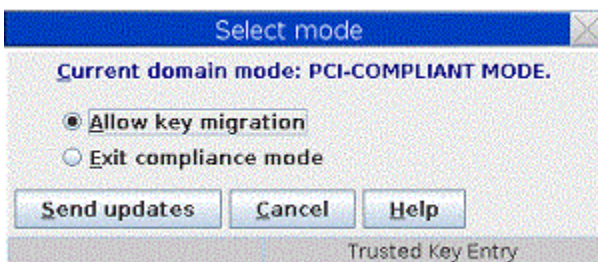 Select mode
Current domain mode: PCI-COMPLIANT MODE.
Allow key migration
Exit compliance mode
Send updates Cancel Help
Trusted Key Entry